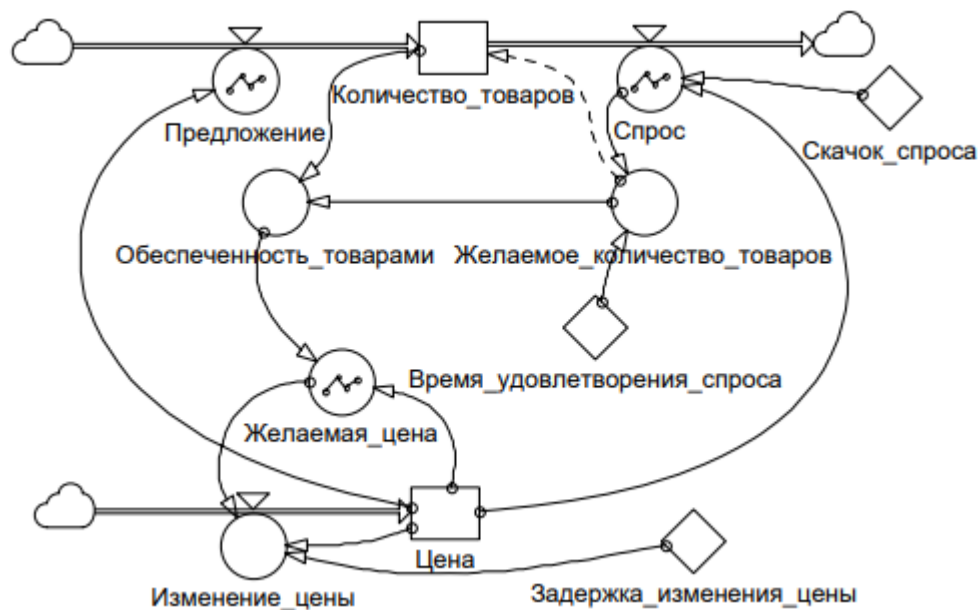 Количество_товаров
Предложение
Спрос
Скачок_спроса
Обеспеченность_товарами
Желаемое_количество_товаров
Время_удовлетворения_спроса
Желаемая_цена
Цена
Изменение_цены
Задержка_изменения_цены